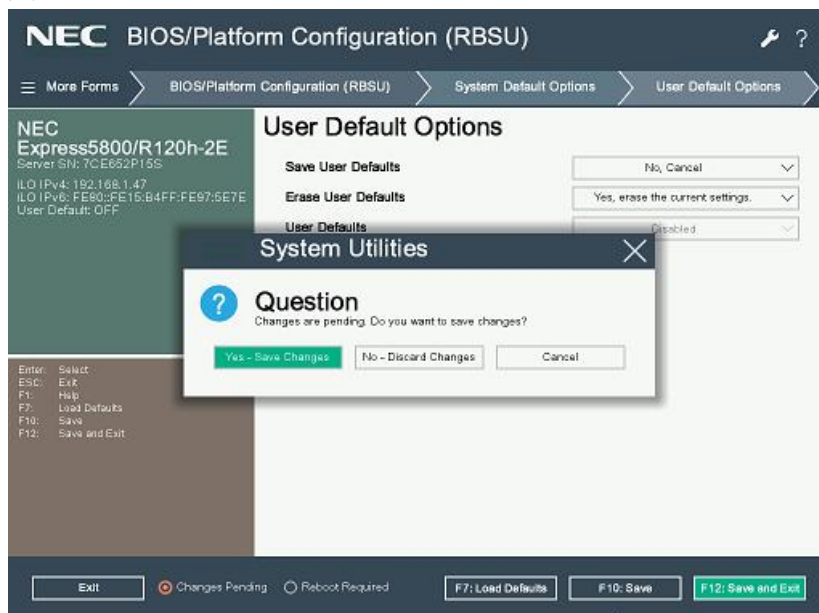 NEC BIOS/Platform Configuration (RBSU)
?
More Forms
BIOS/Platform Configuration (RBSU)
System Default Options
User Default Options
NEC
Express5800/R120h-2E
Server SN: 7CE652P15S
iLO IPv4: 192.168.1.47
iLO IPv6: FE80::FE15:B4FF:FE97:5E7E
User Default: OFF
User Default Options
Save User Defaults
No, Cancel
Erase User Defaults
Yes, erase the current settings.
User Defaults
Disabled
System Utilities
?
Question
Changes are pending. Do you want to save changes?
Yes - Save Changes
No - Discard Changes
Cancel
Enter: Select
ESC: Exit
F1: Help
F7: Load Defaults
F10: Save
F12: Save and Exit
Exit
Changes Pending
Reboot Required
F7: Load Defaults
F10: Save
F12: Save and Exit